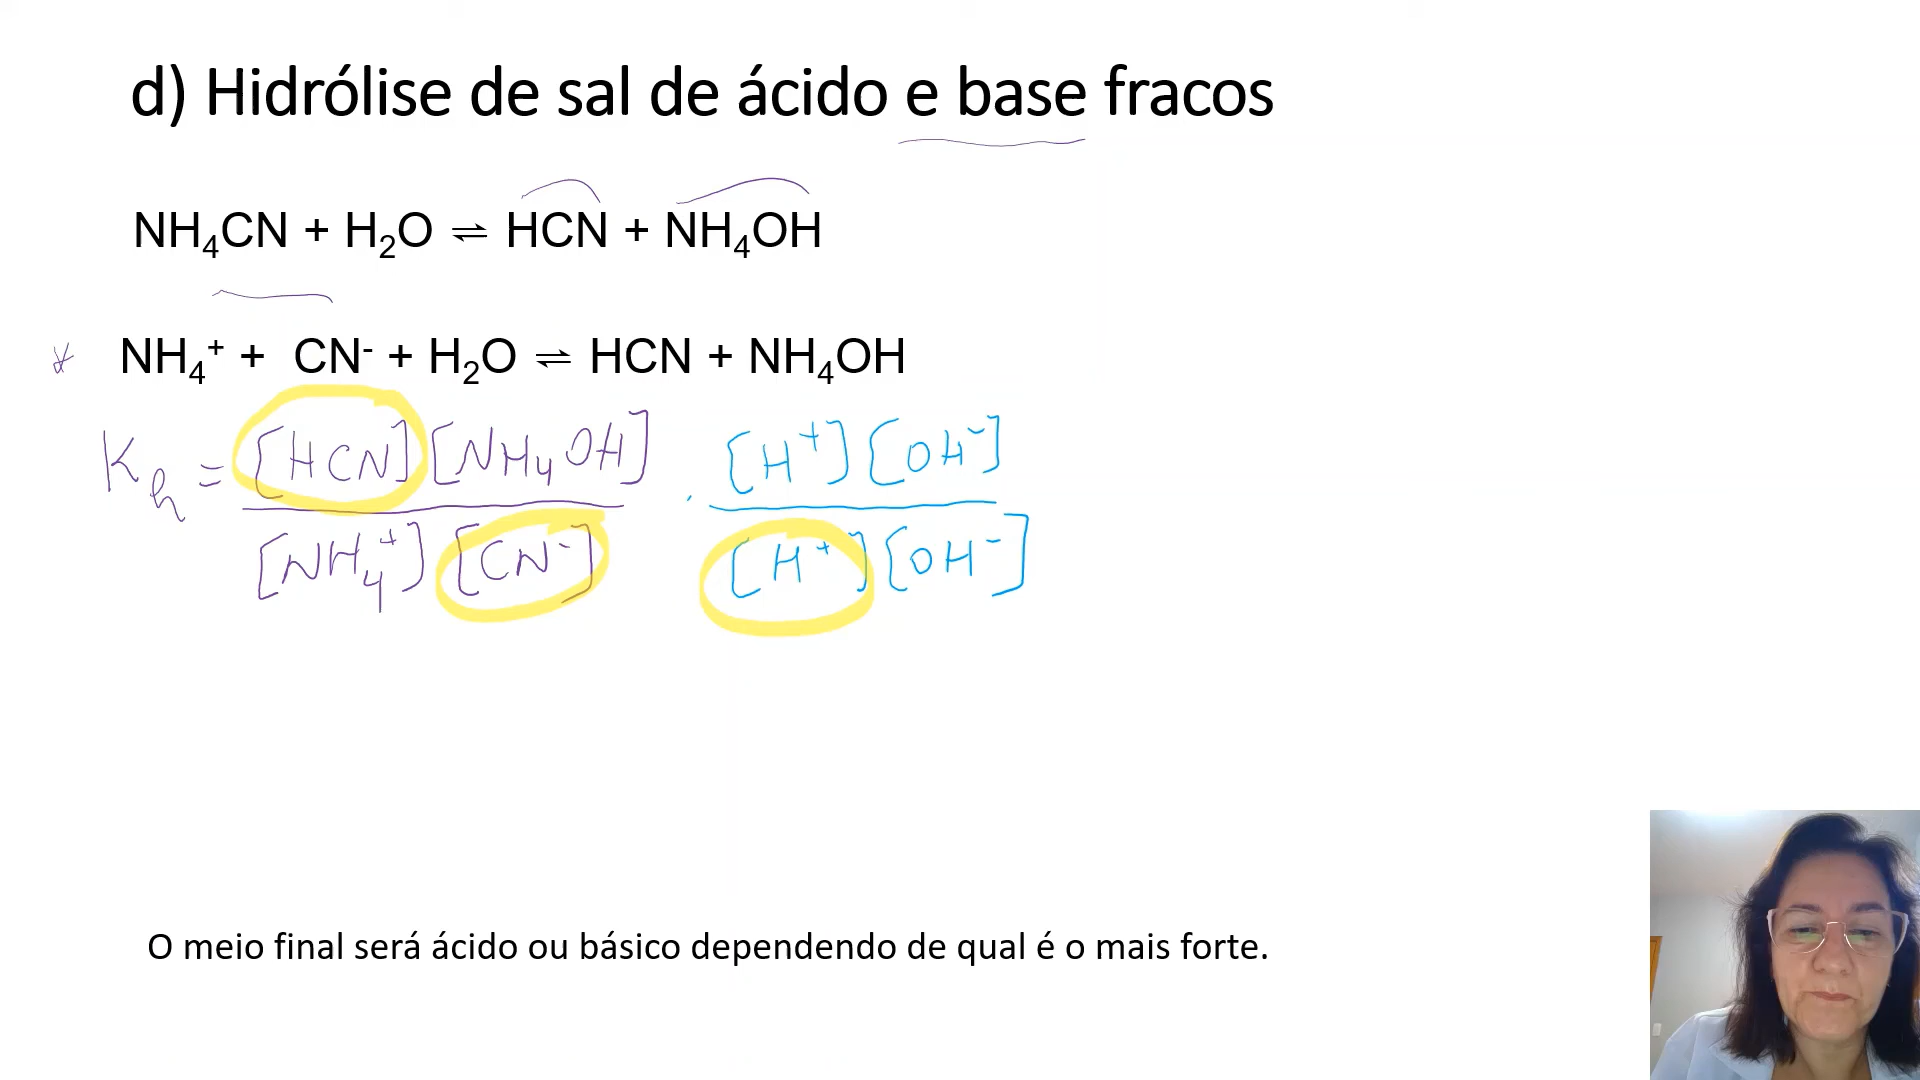 d) Hidrólise de sal de ácido e base fracos
NH₄CN + H₂O ⇌ HCN + NH₄OH
* NH₄⁺ + CN⁻ + H₂O ⇌ HCN + NH₄OH
Kh = [HCN] [NH₄OH] . [H⁺] [OH⁻]
[NH₄⁺] [CN⁻] [H⁺] [OH⁻]
O meio final será ácido ou básico dependendo de qual é o mais forte.